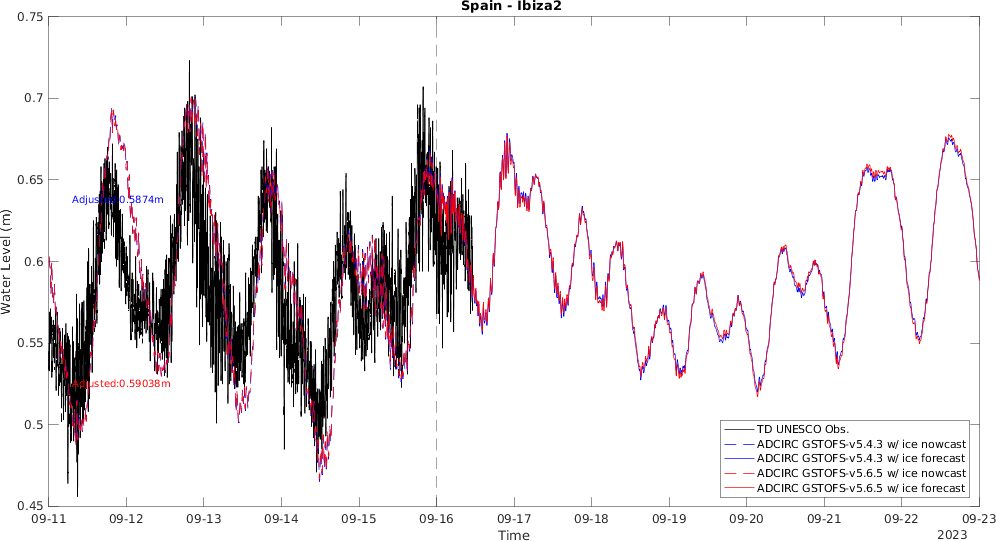 Spain - Ibiza2
0.75
0.7
0.65
0.6
0.55
0.5
0.45
Water Level (m)
Adjusted:0.5874m
Adjusted:0.59038m
TD UNESCO Obs.
ADCIRC GSTOFS-v5.4.3 w/ ice nowcast
ADCIRC GSTOFS-v5.4.3 w/ ice forecast
ADCIRC GSTOFS-v5.6.5 w/ ice nowcast
ADCIRC GSTOFS-v5.6.5 w/ ice forecast
09-11 09-12 09-13 09-14 09-15 09-16 09-17 09-18 09-19 09-20 09-21 09-22 09-23
Time
2023